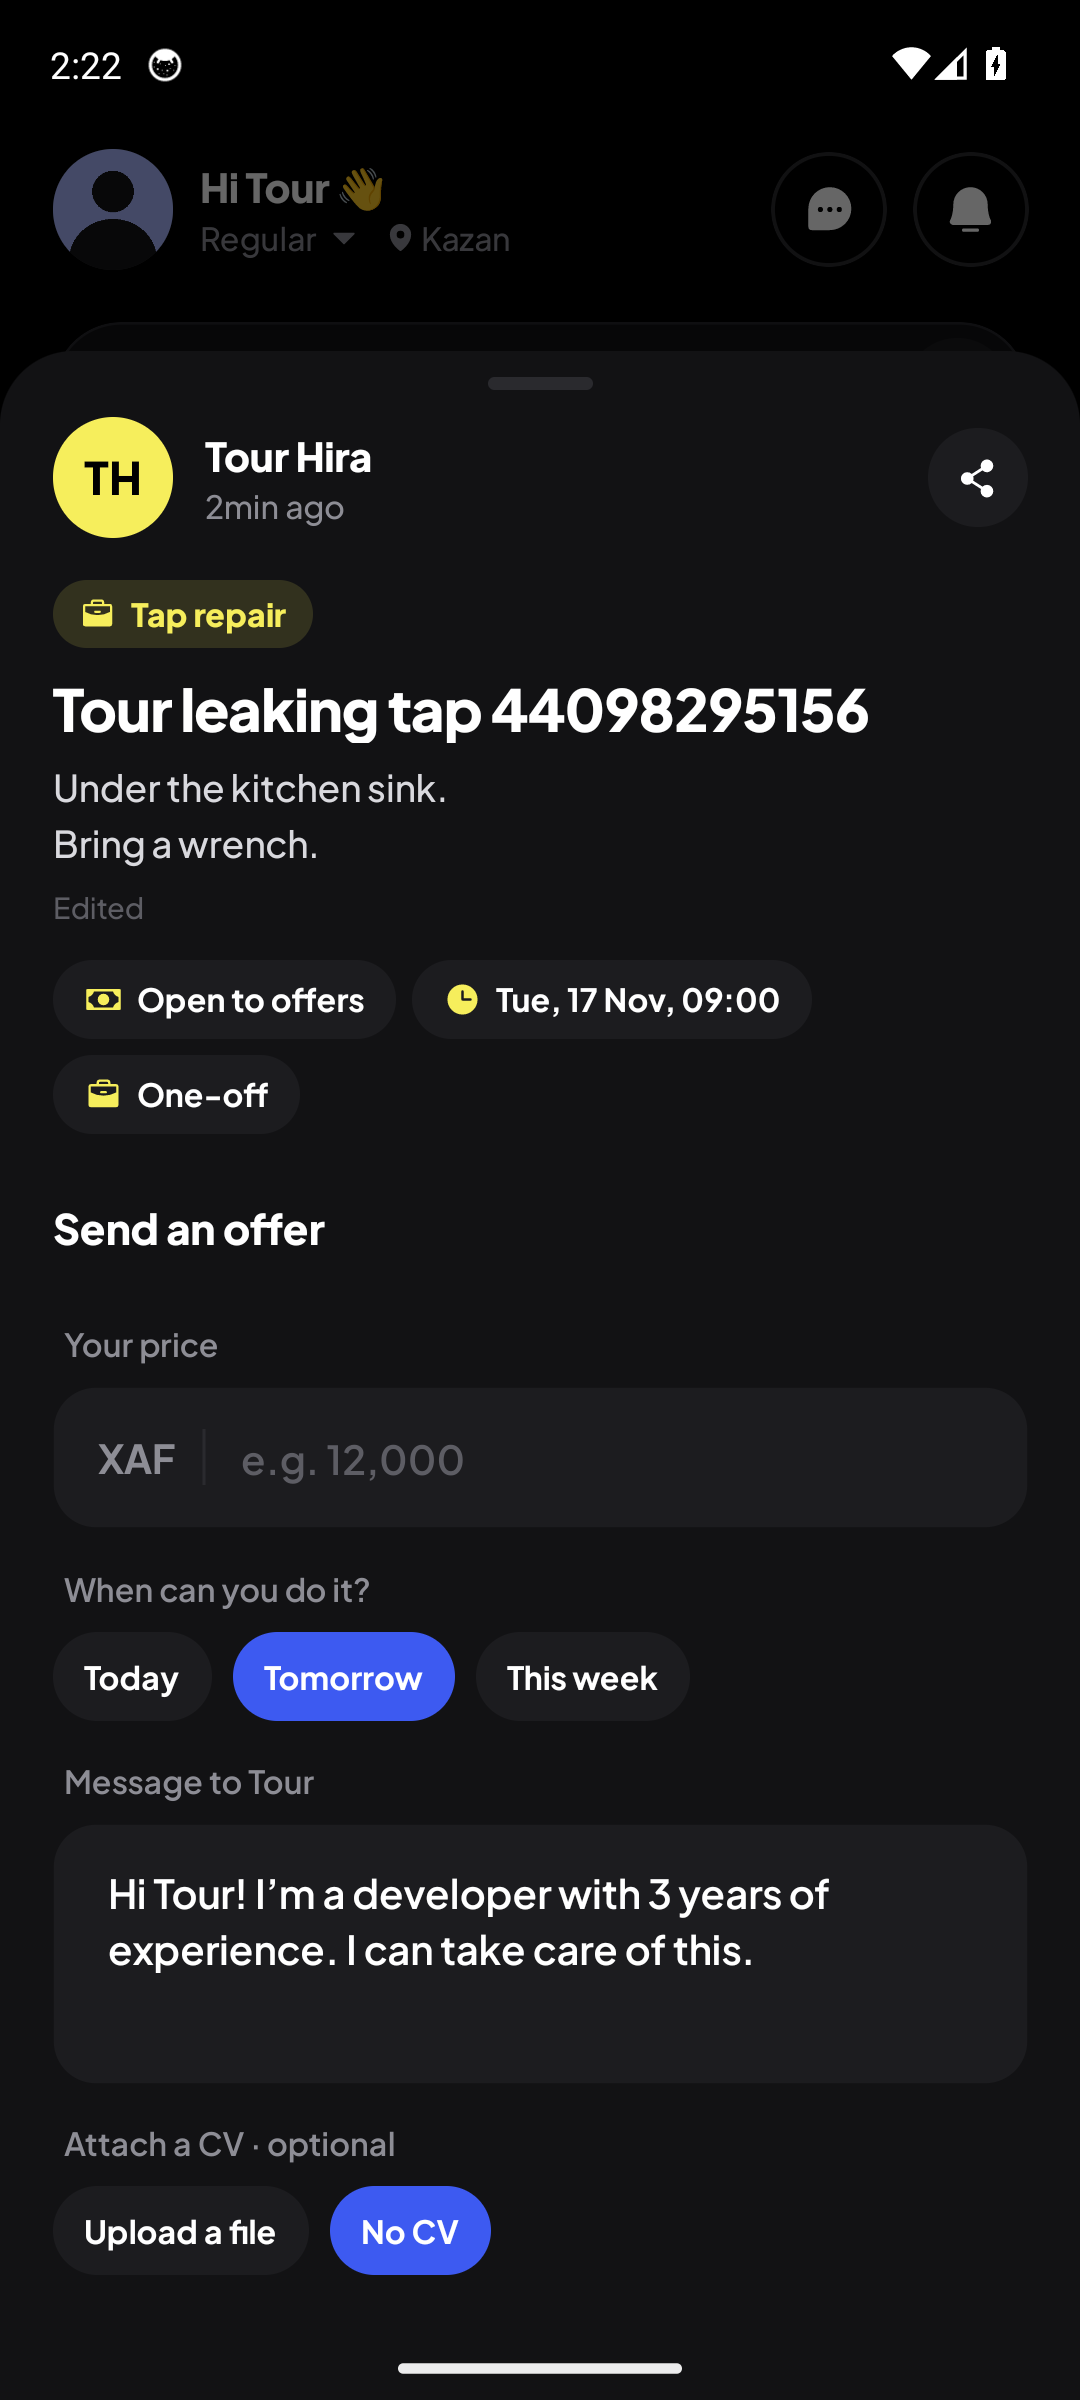 2:22
Hi Tour 👋
Regular
Kazan
TH
Tour Hira
2min ago
Tap repair
Tour leaking tap 44098295156
Under the kitchen sink.
Bring a wrench.
Edited
Open to offers
Tue, 17 Nov, 09:00
One-off
Send an offer
Your price
XAF
e.g. 12,000
When can you do it?
Today
Tomorrow
This week
Message to Tour
Hi Tour! I’m a developer with 3 years of
experience. I can take care of this.
Attach a CV · optional
Upload a file
No CV